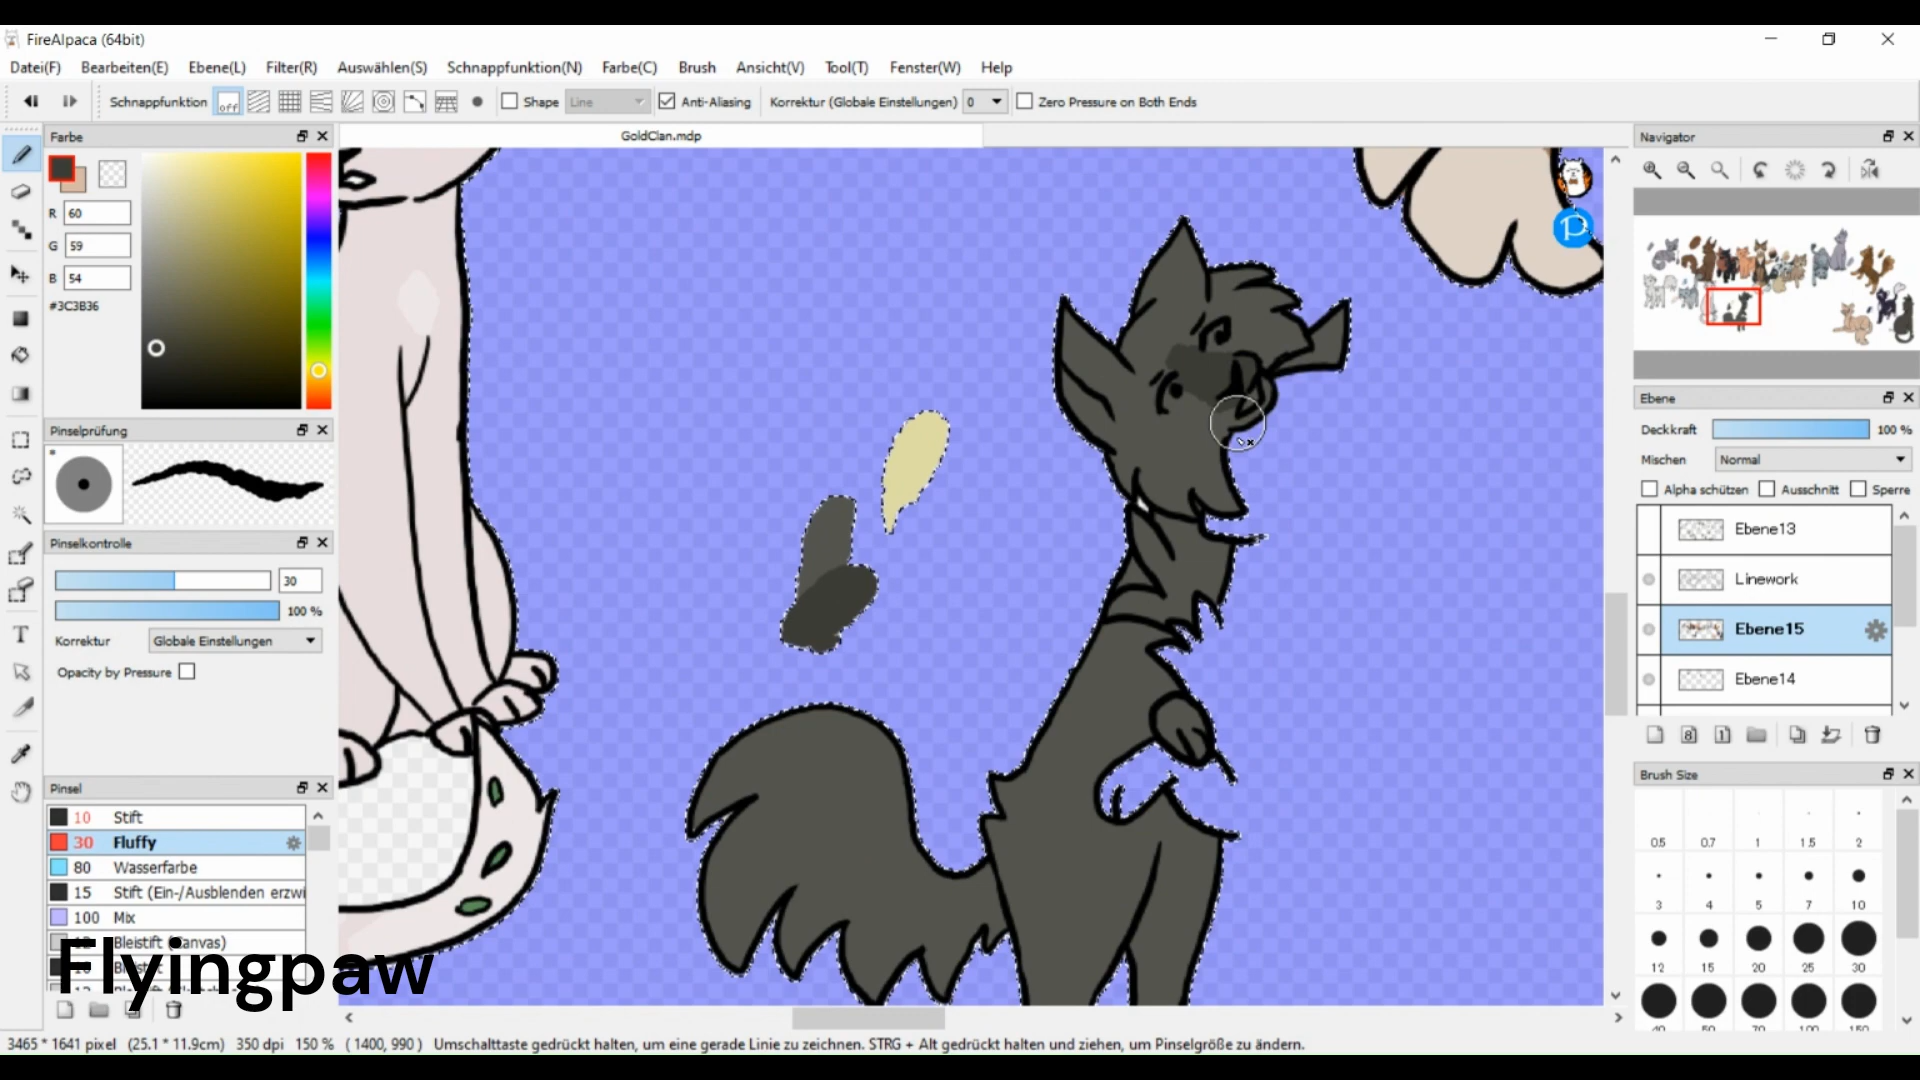 FireAlpaca (64bit)
Datei(F) Bearbeiten(E) Ebene(L) Filter(R) Auswählen(S) Schnappfunktion(N) Farbe(C) Brush Ansicht(V) Tool(T) Fenster(W) Help
Schnappfunktion off Shape Line Anti-Aliasing Korrektur (Globale Einstellungen) 0 Zero Pressure on Both Ends
Farbe
GoldClan.mdp
Navigator
R 60
G 59
B 54
#3C3B36
Pinselprüfung
Pinselkontrolle
30
100 %
Korrektur Globale Einstellungen
Opacity by Pressure
Pinsel
10 Stift
30 Fluffy
80 Wasserfarbe
15 Stift (Ein-/Ausblenden erzwi
100 Mix
Bleistift (Canvas)
Flyingpaw
P
Ebene
Deckkraft 100 %
Mischen Normal
Alpha schützen Ausschnitt Sperre
Ebene13
Linework
Ebene15
Ebene14
8 1
Brush Size
0.5 0.7 1 1.5 2
3 4 5 7 10
12 15 20 25 30
3465 * 1641 pixel (25.1 * 11.9cm) 350 dpi 150 % ( 1400, 990 ) Umschalttaste gedrückt halten, um eine gerade Linie zu zeichnen. STRG + Alt gedrückt halten und ziehen, um Pinselgröße zu ändern.